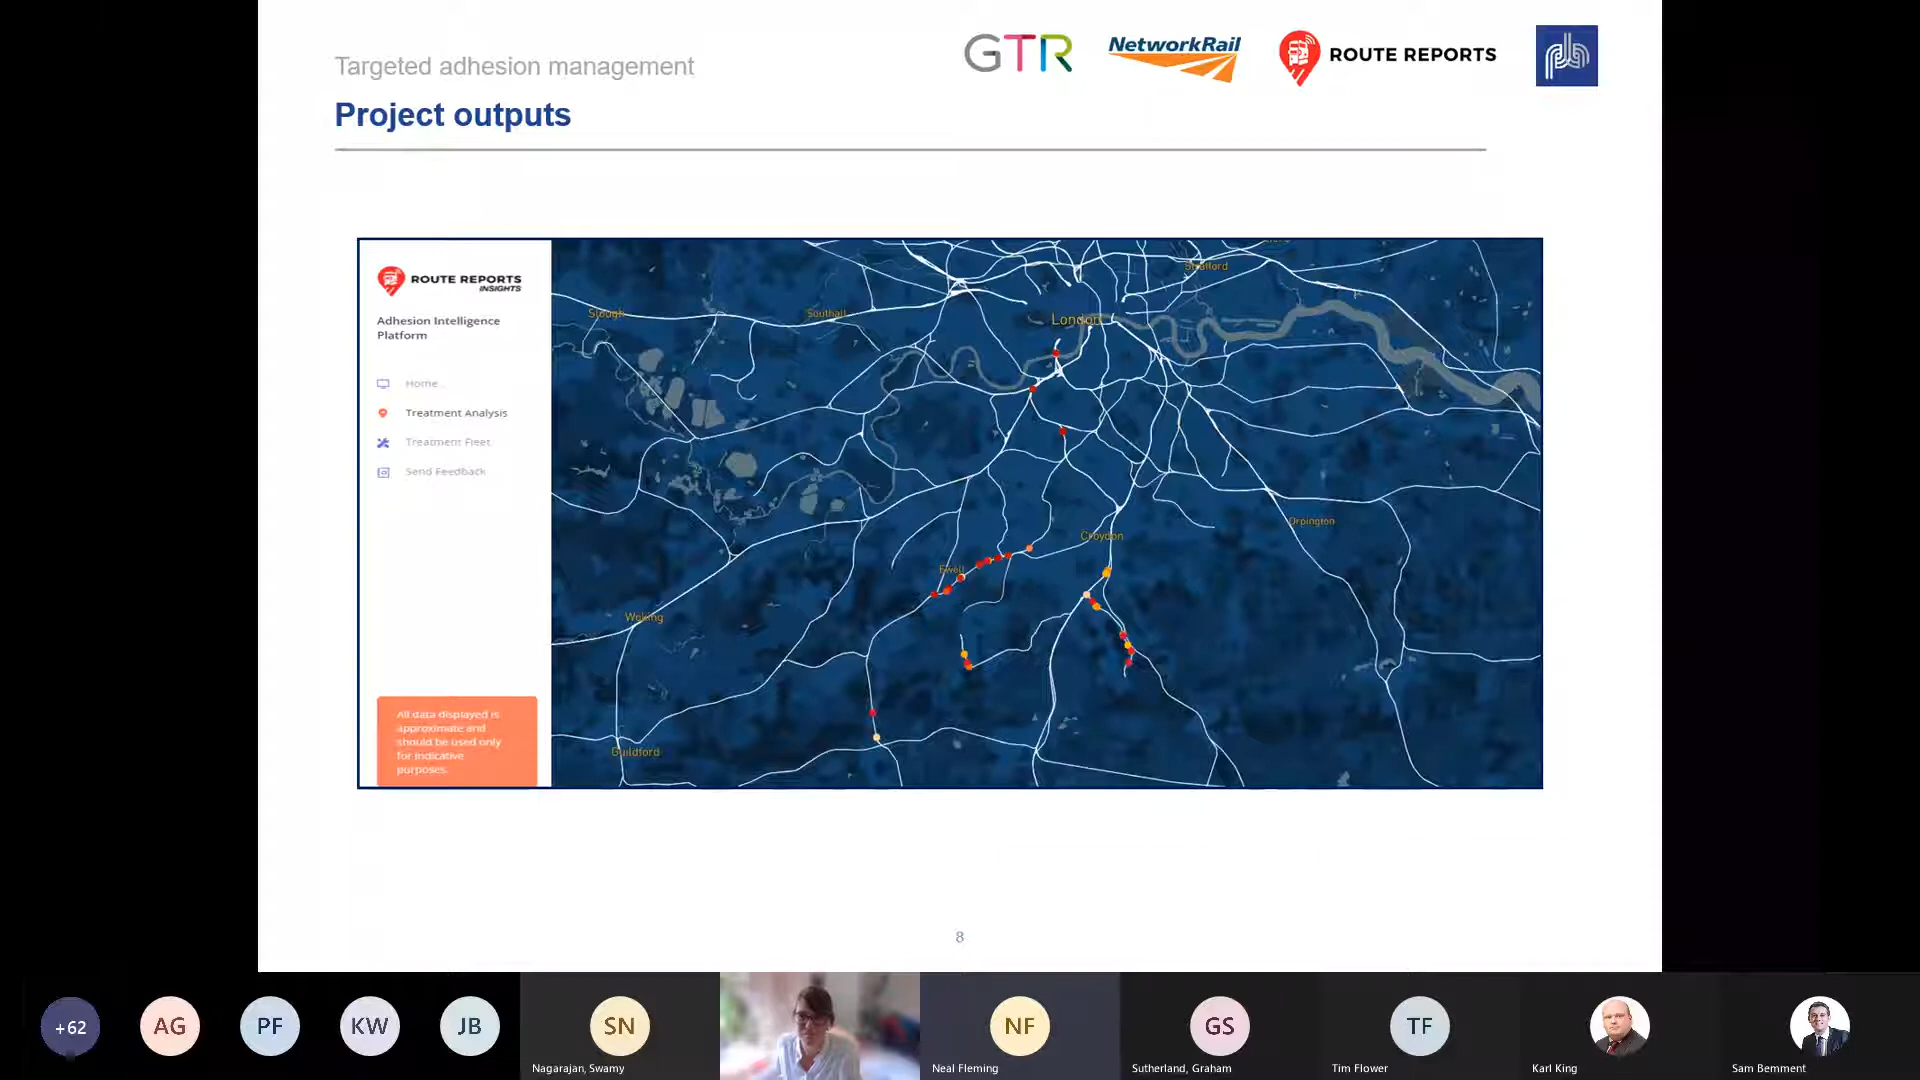 Targeted adhesion management
Project outputs
GTR
NetworkRail
ROUTE REPORTS
ROUTE REPORTS
INSIGHTS
Adhesion Intelligence
Platform
Home
Treatment Analysis
Treatment Fleet
Send Feedback
All data displayed is
approximate and
should be used only
for indicative
purposes.
Slough
Southall
London
Stratford
Croydon
Orpington
Ewell
Woking
Guildford
8
+62
AG
PF
KW
JB
SN
NF
GS
TF
Nagarajan, Swamy
Neal Fleming
Sutherland, Graham
Tim Flower
Karl King
Sam Bemment